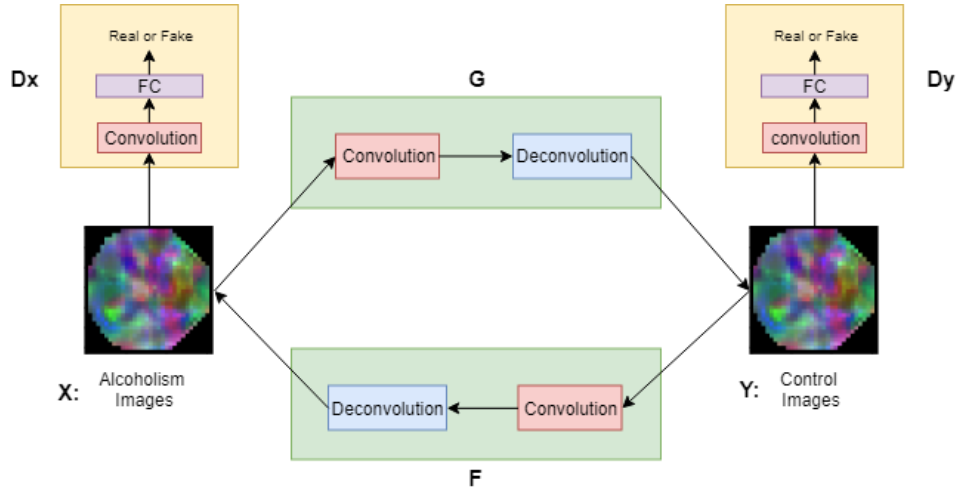 Real or Fake
Dx
FC
Convolution
G
Convolution
Deconvolution
Real or Fake
Dy
FC
convolution
X:
Alcoholism
Images
Y:
Control
Images
Deconvolution
Convolution
F